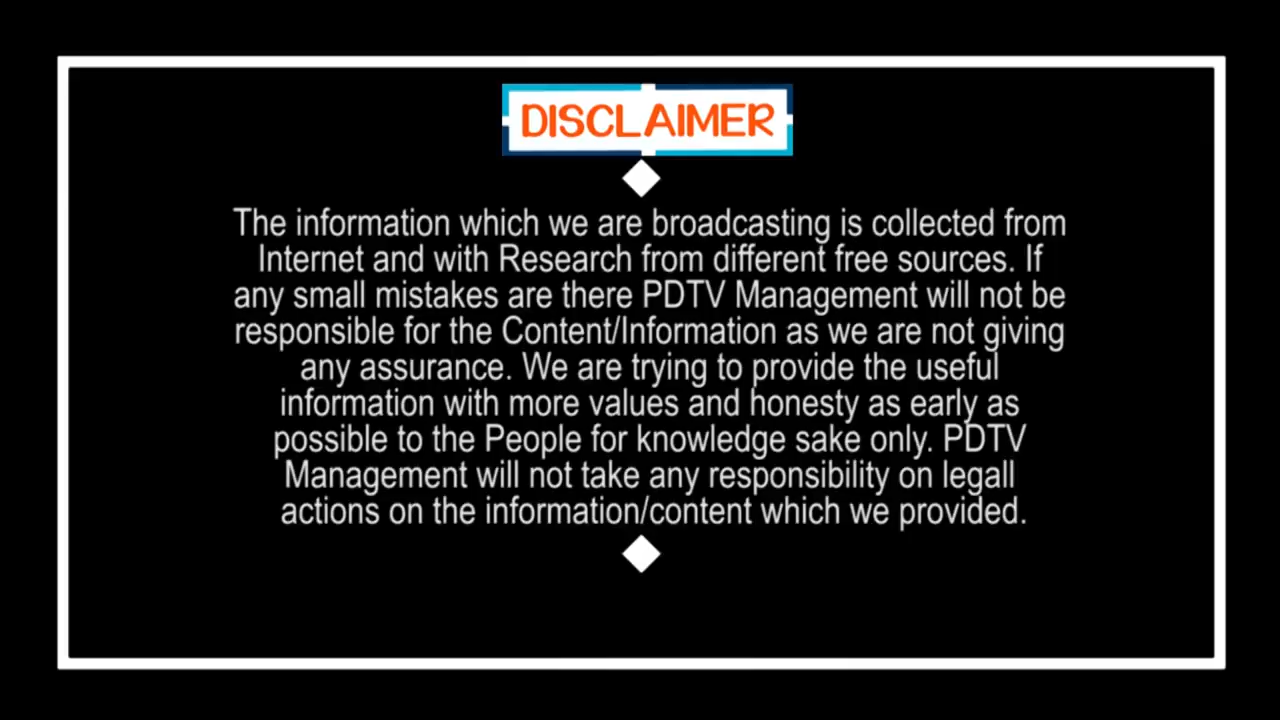 DISCLAIMER
The information which we are broadcasting is collected from
Internet and with Research from different free sources. If
any small mistakes are there PDTV Management will not be
responsible for the Content/Information as we are not giving
any assurance. We are trying to provide the useful
information with more values and honesty as early as
possible to the People for knowledge sake only. PDTV
Management will not take any responsibility on legall
actions on the information/content which we provided.